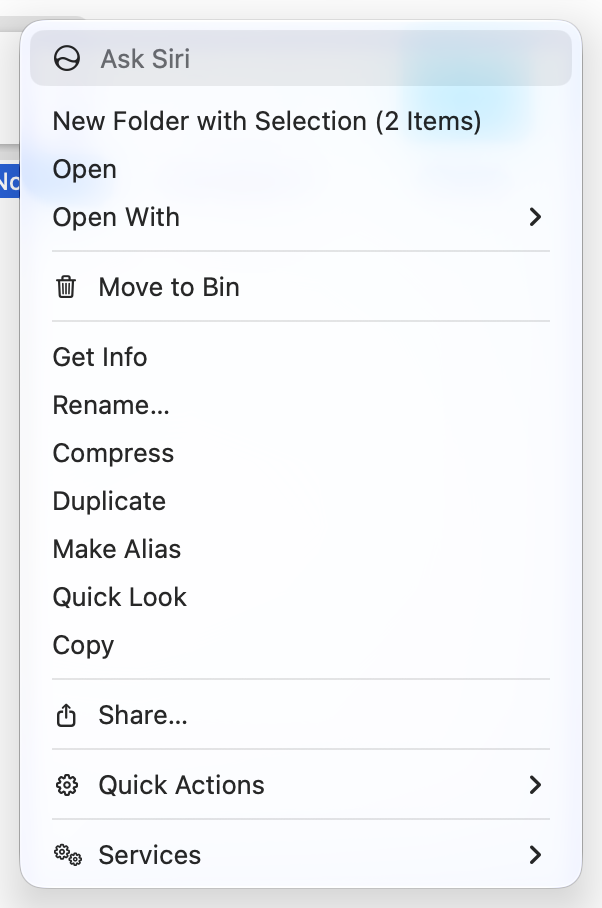 Ask Siri
New Folder with Selection (2 Items)
Open
Open With
Move to Bin
Get Info
Rename...
Compress
Duplicate
Make Alias
Quick Look
Copy
Share...
Quick Actions
Services